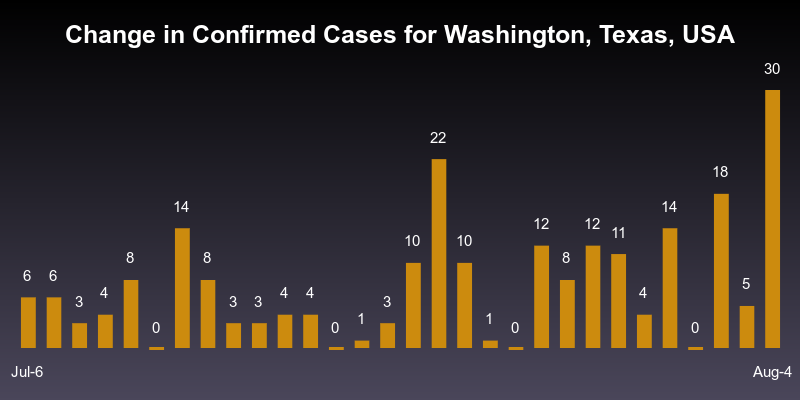 Change in Confirmed Cases for Washington, Texas, USA
6 6 3 4 8 0 14 8 3 3 4 4 0 1 3 10 22 10 1 0 12 8 12 11 4 14 0 18 5 30
Jul-6 Aug-4